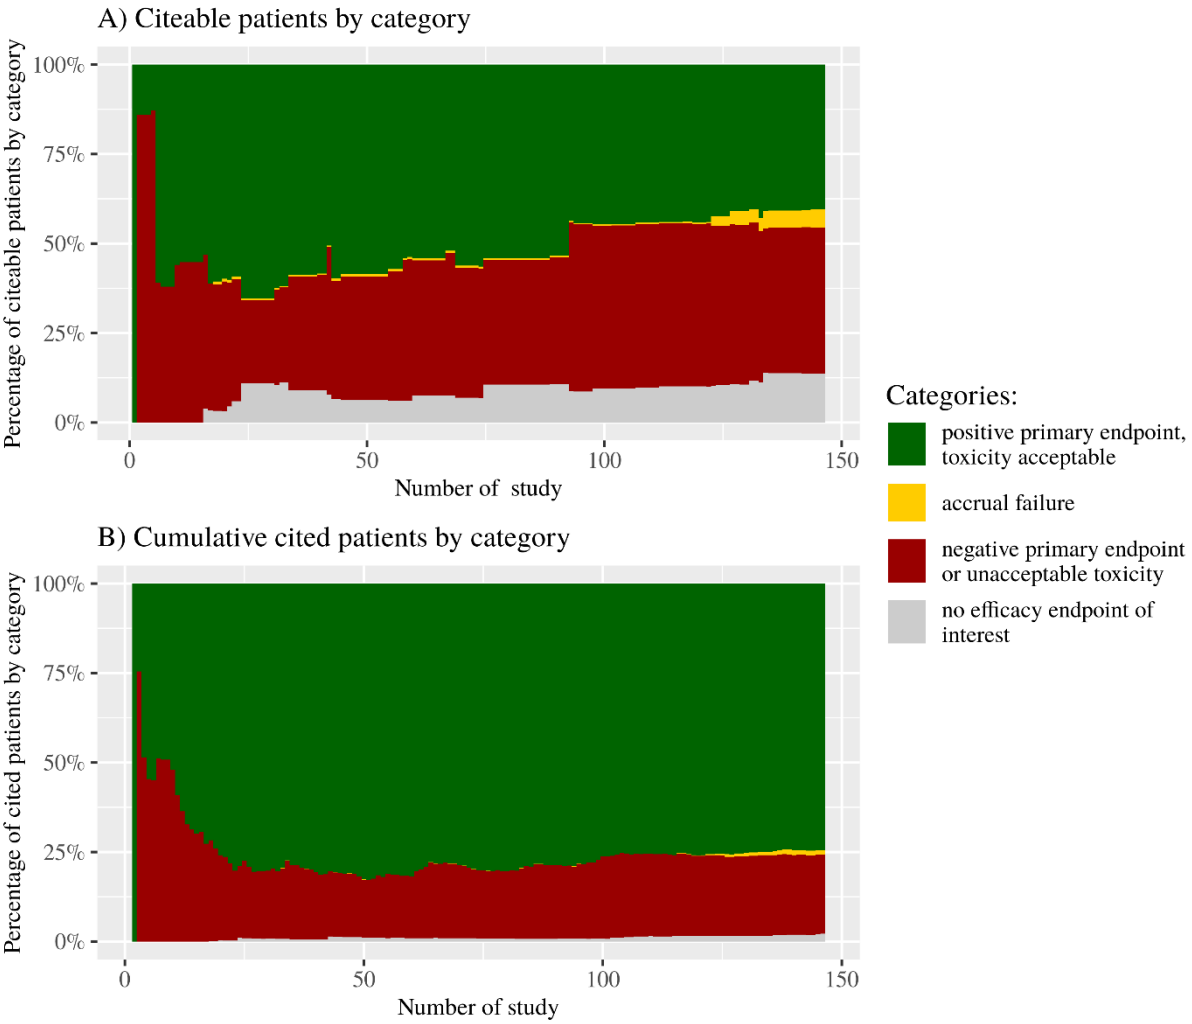 A) Citeable patients by category
Percentage of citeable patients by category
100%
75%
50%
25%
0%
0
50
100
150
Number of study
B) Cumulative cited patients by category
Percentage of cited patients by category
100%
75%
50%
25%
0%
0
50
100
150
Number of study
Categories:
positive primary endpoint,
toxicity acceptable
accrual failure
negative primary endpoint
or unacceptable toxicity
no efficacy endpoint of
interest